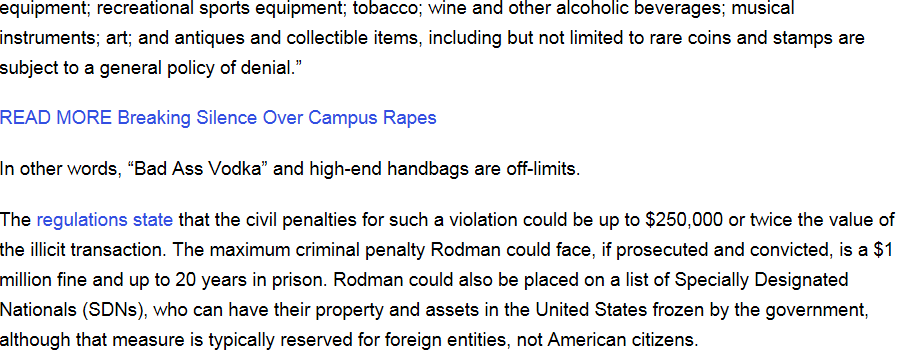 equipment; recreational sports equipment; tobacco; wine and other alcoholic beverages; musical
instruments; art; and antiques and collectible items, including but not limited to rare coins and stamps are
subject to a general policy of denial.”
READ MORE Breaking Silence Over Campus Rapes
In other words, “Bad Ass Vodka” and high-end handbags are off-limits.
The regulations state that the civil penalties for such a violation could be up to $250,000 or twice the value of
the illicit transaction. The maximum criminal penalty Rodman could face, if prosecuted and convicted, is a $1
million fine and up to 20 years in prison. Rodman could also be placed on a list of Specially Designated
Nationals (SDNs), who can have their property and assets in the United States frozen by the government,
although that measure is typically reserved for foreign entities, not American citizens.